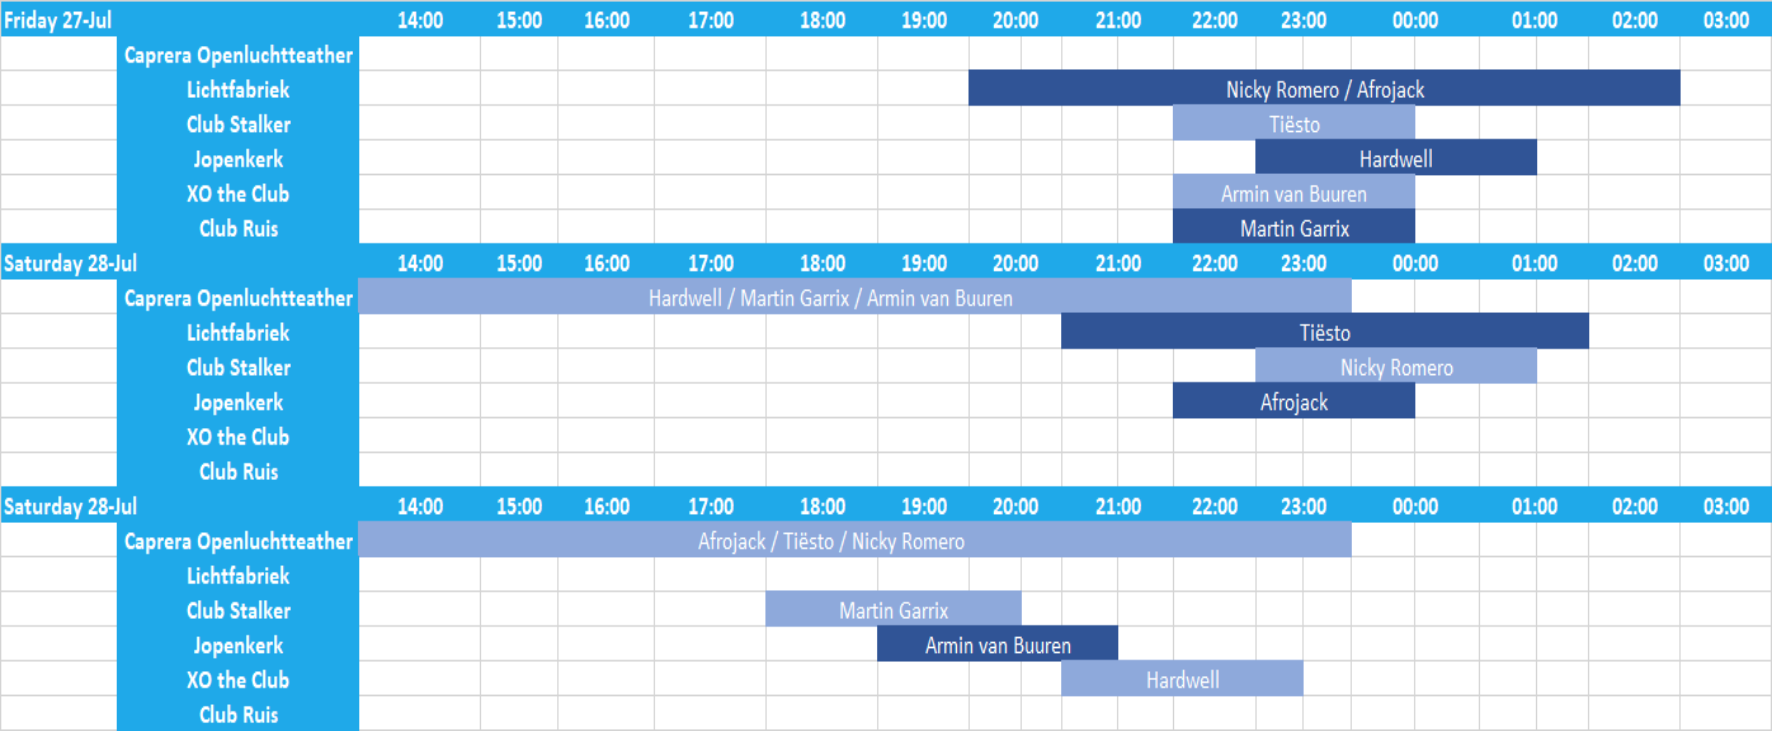 Friday 27-Jul 14:00 15:00 16:00 17:00 18:00 19:00 20:00 21:00 22:00 23:00 00:00 01:00 02:00 03:00
Caprera Openluchtteather
Lichtfabriek Nicky Romero / Afrojack
Club Stalker Tiësto
Jopenkerk Hardwell
XO the Club Armin van Buuren
Club Ruis Martin Garrix
Saturday 28-Jul 14:00 15:00 16:00 17:00 18:00 19:00 20:00 21:00 22:00 23:00 00:00 01:00 02:00 03:00
Caprera Openluchtteather Hardwell / Martin Garrix / Armin van Buuren
Lichtfabriek Tiësto
Club Stalker Nicky Romero
Jopenkerk Afrojack
XO the Club
Club Ruis
Saturday 28-Jul 14:00 15:00 16:00 17:00 18:00 19:00 20:00 21:00 22:00 23:00 00:00 01:00 02:00 03:00
Caprera Openluchtteather Afrojack / Tiësto / Nicky Romero
Lichtfabriek
Club Stalker Martin Garrix
Jopenkerk Armin van Buuren
XO the Club Hardwell
Club Ruis